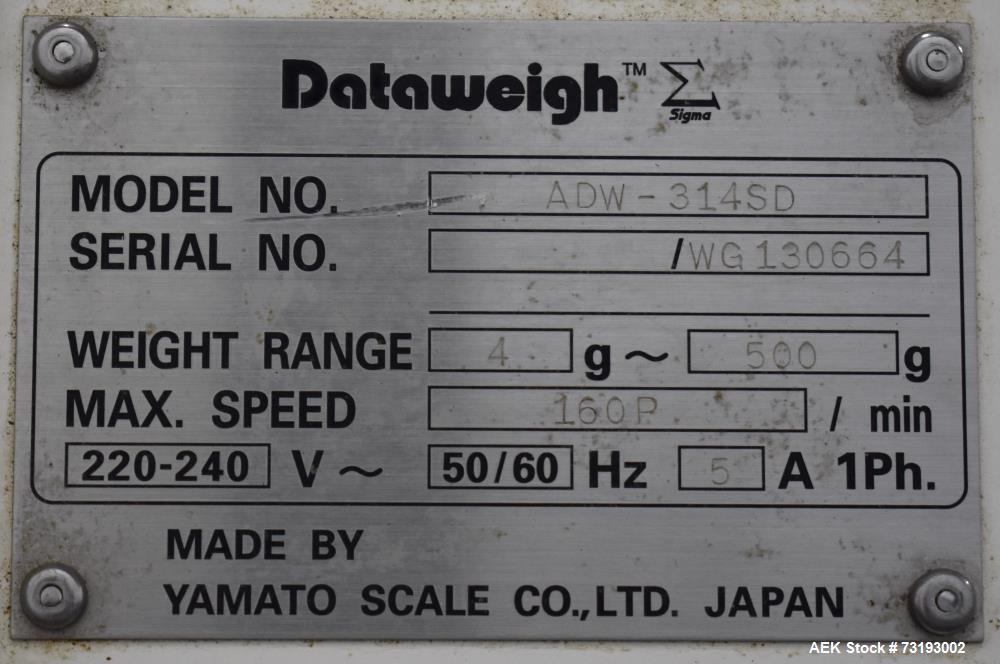 Dataweigh™ Σ Sigma
MODEL NO. ADW-314SD
SERIAL NO. /WG130664
WEIGHT RANGE 4 g ~ 500 g
MAX. SPEED 160P / min
220-240 V ~ 50/60 Hz 5 A 1Ph.
MADE BY
YAMATO SCALE CO.,LTD. JAPAN
AEK Stock # 73193002